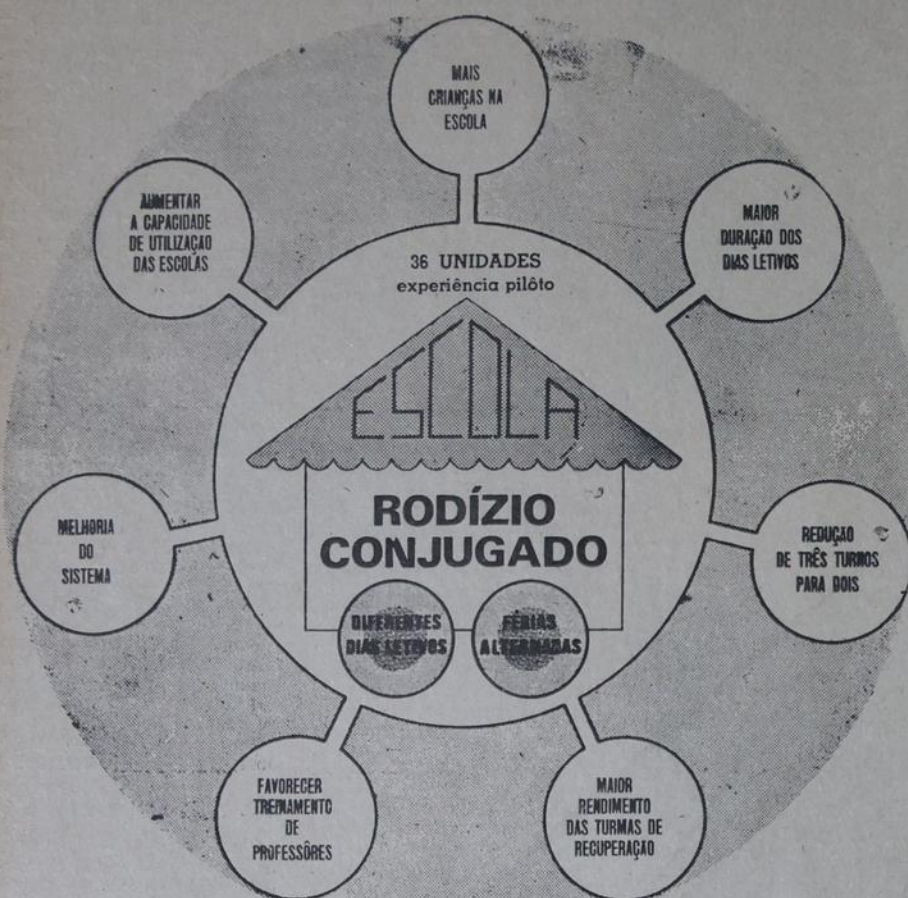 MAIS
CRIANÇAS NA
ESCOLA
AUMENTAR
A CAPACIDADE
DE UTILIZAÇÃO
DAS ESCOLAS
MAIOR
DURAÇÃO DOS
DIAS LETIVOS
36 UNIDADES
experiência pilôto
ESCOLA
RODÍZIO
CONJUGADO
MELHORIA
DO
SISTEMA
REDUÇÃO
DE TRÊS TURNOS
PARA DOIS
DIFERENTES
DIAS LETIVOS
FÉRIAS
ALTERNADAS
FAVORECER
TREINAMENTO
DE
PROFESSÔRES
MAIOR
RENDIMENTO
DAS TURMAS DE
RECUPERAÇÃO